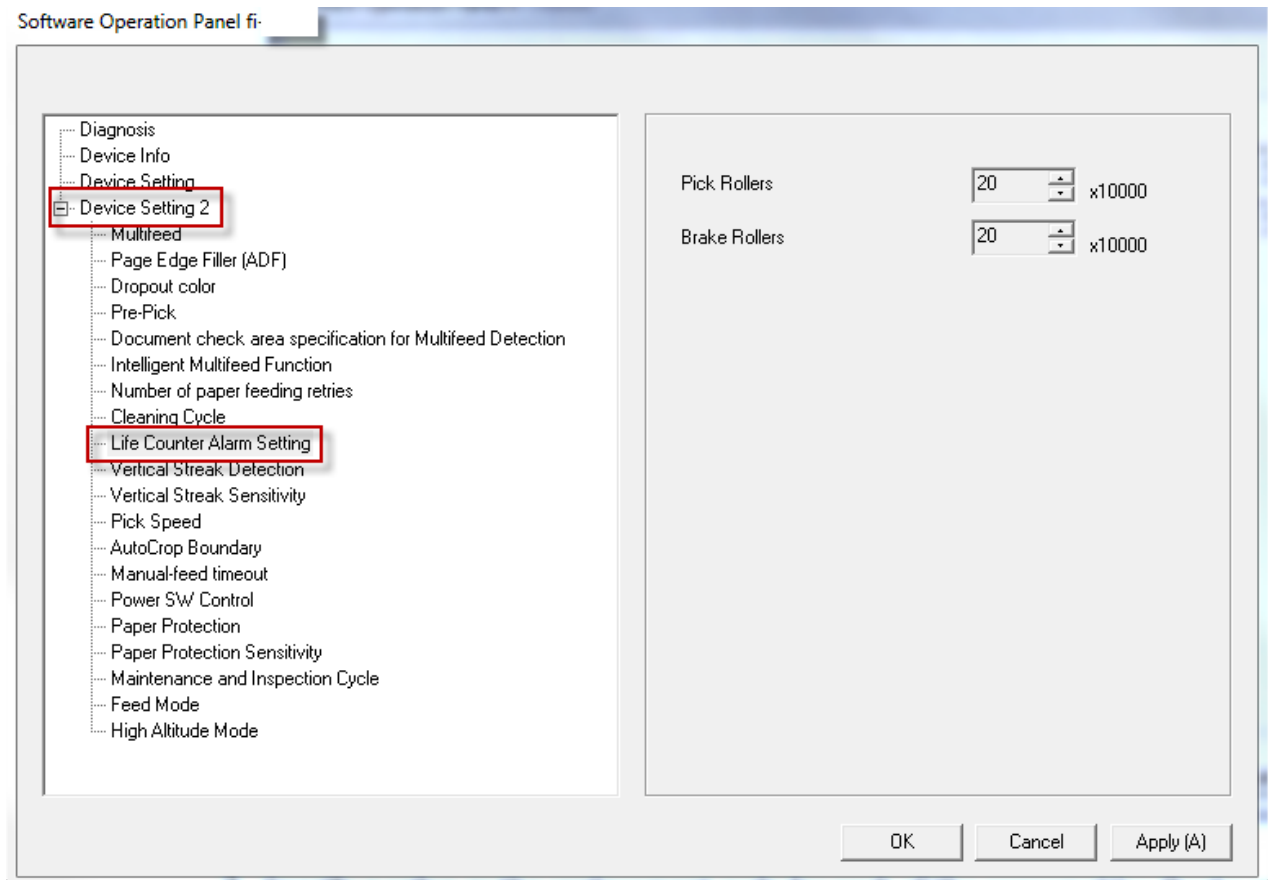 Software Operation Panel fi-
Diagnosis
Device Info
Device Setting
Device Setting 2
Multifeed
Page Edge Filler (ADF)
Dropout color
Pre-Pick
Document check area specification for Multifeed Detection
Intelligent Multifeed Function
Number of paper feeding retries
Cleaning Cycle
Life Counter Alarm Setting
Vertical Streak Detection
Vertical Streak Sensitivity
Pick Speed
AutoCrop Boundary
Manual-feed timeout
Power SW Control
Paper Protection
Paper Protection Sensitivity
Maintenance and Inspection Cycle
Feed Mode
High Altitude Mode
Pick Rollers 20 x10000
Brake Rollers 20 x10000
OK Cancel Apply (A)